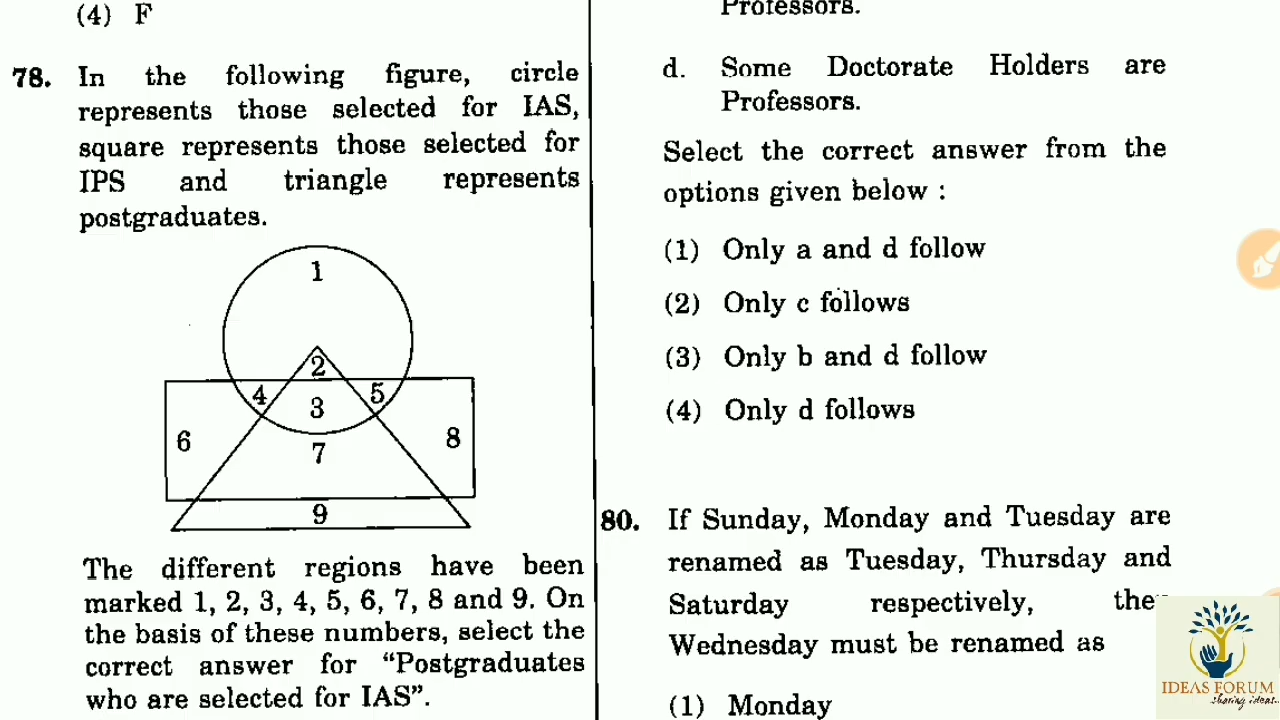 (4) F
78. In the following figure, circle
represents those selected for IAS,
square represents those selected for
IPS and triangle represents
postgraduates.
1
2
4 3 5
6 7 8
9
The different regions have been
marked 1, 2, 3, 4, 5, 6, 7, 8 and 9. On
the basis of these numbers, select the
correct answer for "Postgraduates
who are selected for IAS".
Professors.
d. Some Doctorate Holders are
Professors.
Select the correct answer from the
options given below :
(1) Only a and d follow
(2) Only c follows
(3) Only b and d follow
(4) Only d follows
80. If Sunday, Monday and Tuesday are
renamed as Tuesday, Thursday and
Saturday respectively,
Wednesday must be renamed as
(1) Monday
IDEAS FORUM
sharing ideas